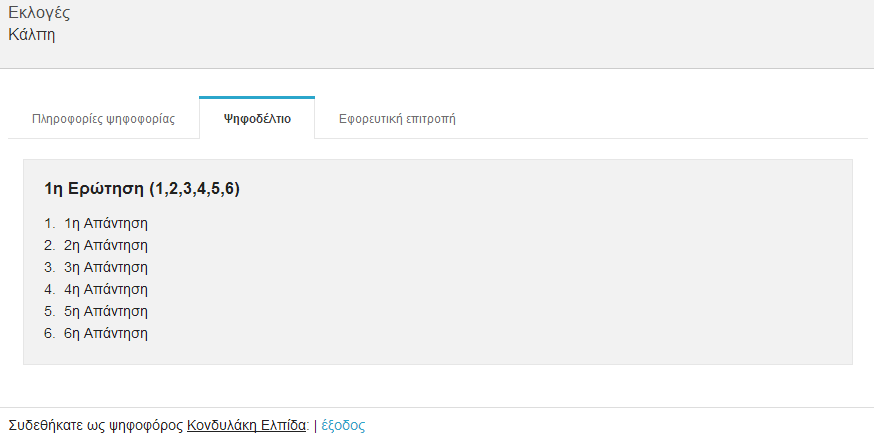 Εκλογές
Κάλπη
Πληροφορίες ψηφοφορίας Ψηφοδέλτιο Εφορευτική επιτροπή
1η Ερώτηση (1,2,3,4,5,6)
1. 1η Απάντηση
2. 2η Απάντηση
3. 3η Απάντηση
4. 4η Απάντηση
5. 5η Απάντηση
6. 6η Απάντηση
Συδεθήκατε ως ψηφοφόρος Κονδυλάκη Ελπίδα: | έξοδος